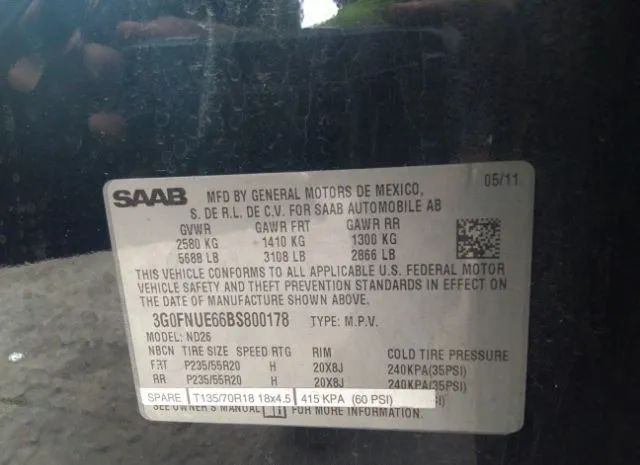 SAAB MFD BY GENERAL MOTORS DE MEXICO, 05/11
S. DE R.L. DE C.V. FOR SAAB AUTOMOBILE AB
GVWR GAWR FRT GAWR RR
2580 KG 1410 KG 1300 KG
5688 LB 3108 LB 2866 LB
THIS VEHICLE CONFORMS TO ALL APPLICABLE U.S. FEDERAL MOTOR
VEHICLE SAFETY AND THEFT PREVENTION STANDARDS IN EFFECT ON THE
DATE OF MANUFACTURE SHOWN ABOVE.
3G0FNUE66BS800178 TYPE: M.P.V.
MODEL: ND26
NBCN TIRE SIZE SPEED RTG RIM COLD TIRE PRESSURE
FRT P235/55R20 H 20X8J 240KPA(35PSI)
RR P235/55R20 H 20X8J 240KPA(35PSI)
SPARE T135/70R18 18x4.5 415 KPA (60 PSI)
SEE OWNER'S MANUAL FOR MORE INFORMATION.